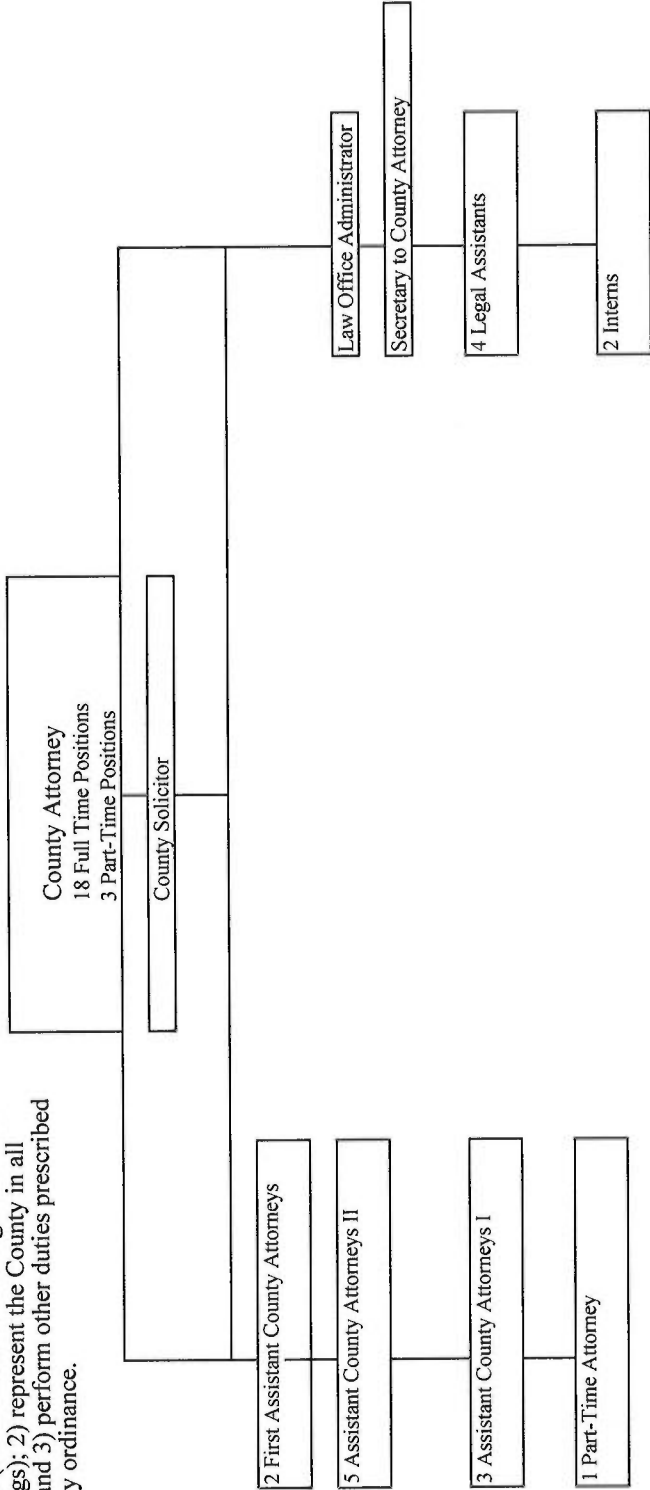 gs); 2) represent the County in all
nd 3) perform other duties prescribed
y ordinance.
County Attorney
18 Full Time Positions
3 Part-Time Positions
County Solicitor
2 First Assistant County Attorneys
5 Assistant County Attorneys II
3 Assistant County Attorneys I
1 Part-Time Attorney
Law Office Administrator
Secretary to County Attorney
4 Legal Assistants
2 Interns